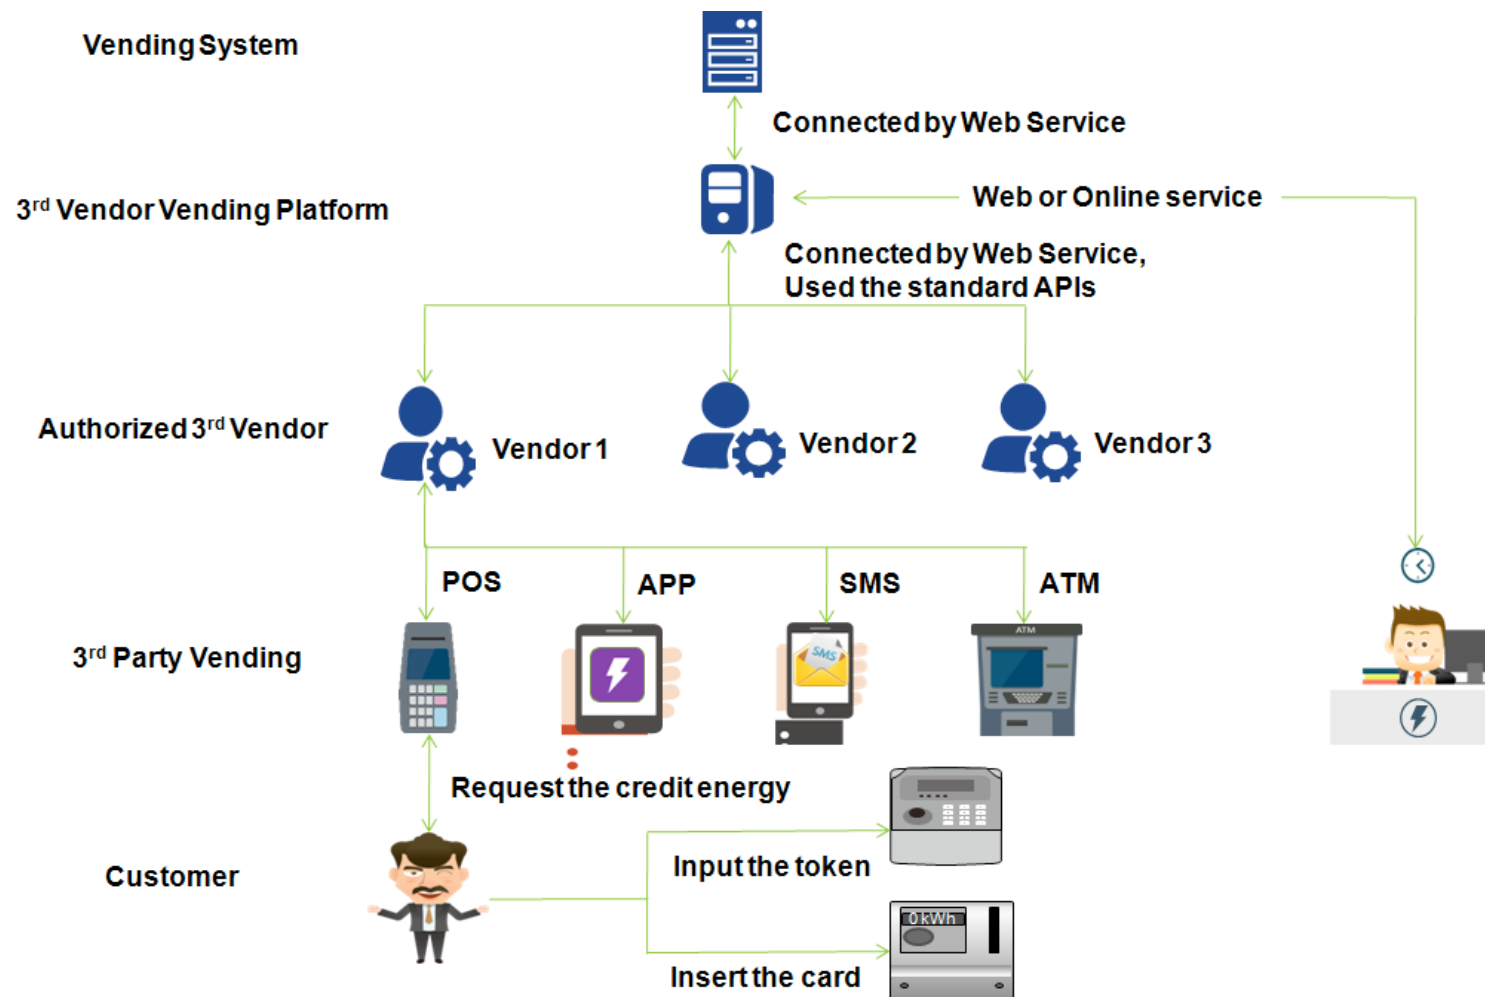 Vending System
Connected by Web Service
3rd Vendor Vending Platform
Web or Online service
Connected by Web Service,
Used the standard APIs
Authorized 3rd Vendor
Vendor 1
Vendor 2
Vendor 3
POS
APP
SMS
ATM
3rd Party Vending
SMS
ATM
Request the credit energy
Customer
Input the token
0 kWh
Insert the card